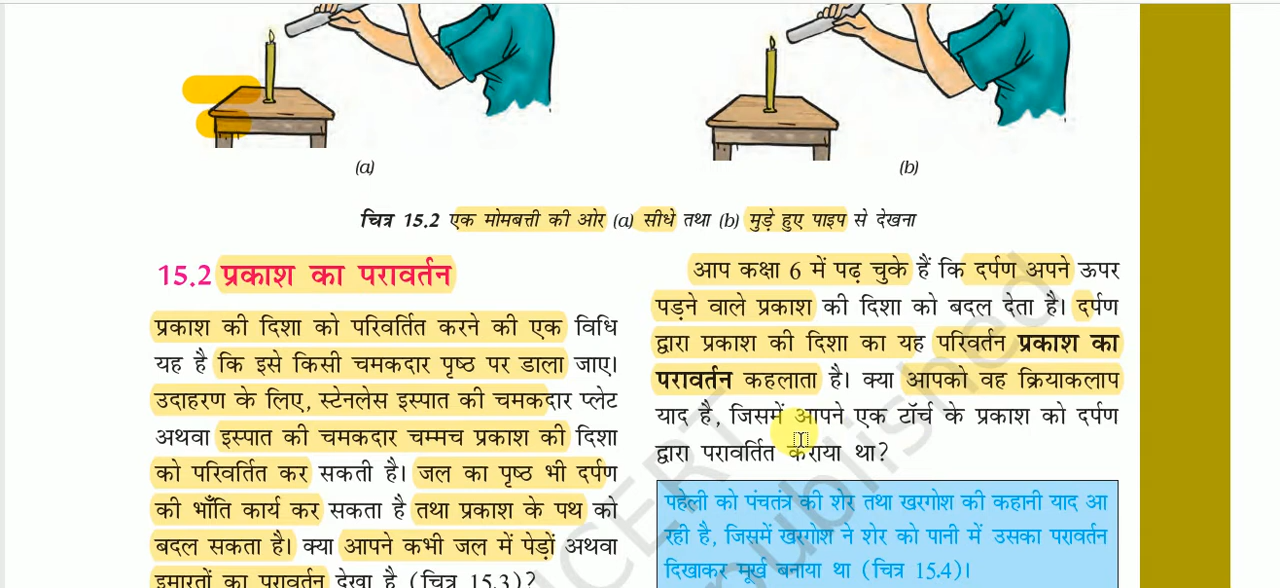 (a)
(b)
चित्र 15.2 एक मोमबत्ती की ओर (a) सीधे तथा (b) मुड़े हुए पाइप से देखना
15.2 प्रकाश का परावर्तन
प्रकाश की दिशा को परिवर्तित करने की एक विधि
यह है कि इसे किसी चमकदार पृष्ठ पर डाला जाए।
उदाहरण के लिए, स्टेनलेस इस्पात की चमकदार प्लेट
अथवा इस्पात की चमकदार चम्मच प्रकाश की दिशा
को परिवर्तित कर सकती है। जल का पृष्ठ भी दर्पण
की भाँति कार्य कर सकता है तथा प्रकाश के पथ को
बदल सकता है। क्या आपने कभी जल में पेड़ों अथवा
इमारतों का परावर्तन देखा है (चित्र 15.3)?
आप कक्षा 6 में पढ़ चुके हैं कि दर्पण अपने ऊपर
पड़ने वाले प्रकाश की दिशा को बदल देता है। दर्पण
द्वारा प्रकाश की दिशा का यह परिवर्तन प्रकाश का
परावर्तन कहलाता है। क्या आपको वह क्रियाकलाप
याद है, जिसमें आपने एक टॉर्च के प्रकाश को दर्पण
द्वारा परावर्तित कराया था?
पहेली को पंचतंत्र की शेर तथा खरगोश की कहानी याद आ
रही है, जिसमें खरगोश ने शेर को पानी में उसका परावर्तन
दिखाकर मूर्ख बनाया था (चित्र 15.4)।
NCERT
published